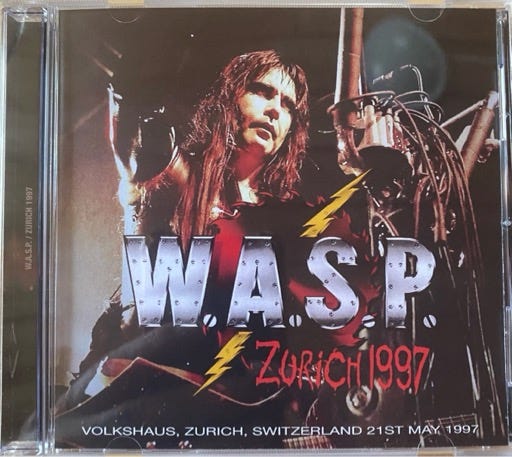 W.A.S.P. / ZURICH 1997
W.A.S.P.
ZURiCH 1997
VOLKSHAUS, ZURICH, SWITZERLAND 21ST MAY 1997